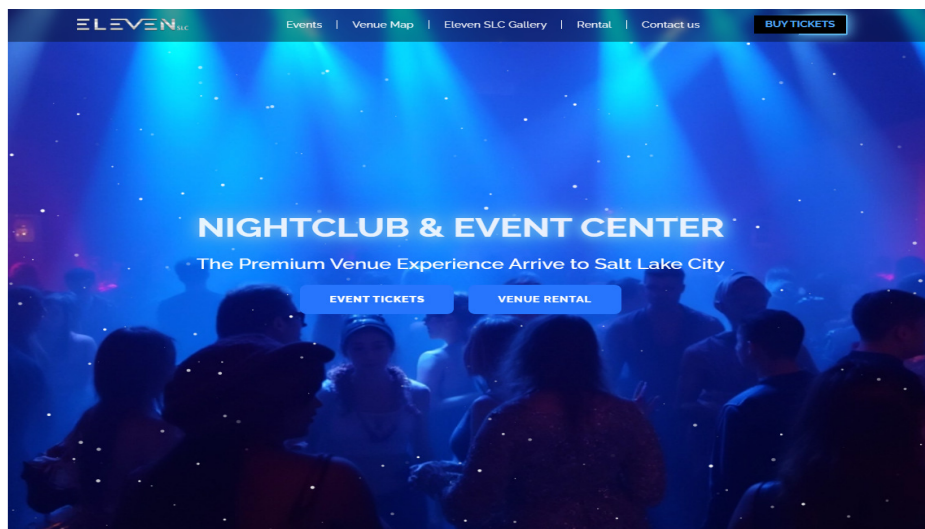 ELEVEN SLC
Events | Venue Map | Eleven SLC Gallery | Rental | Contact us
BUY TICKETS
NIGHTCLUB & EVENT CENTER
The Premium Venue Experience Arrive to Salt Lake City
EVENT TICKETS
VENUE RENTAL